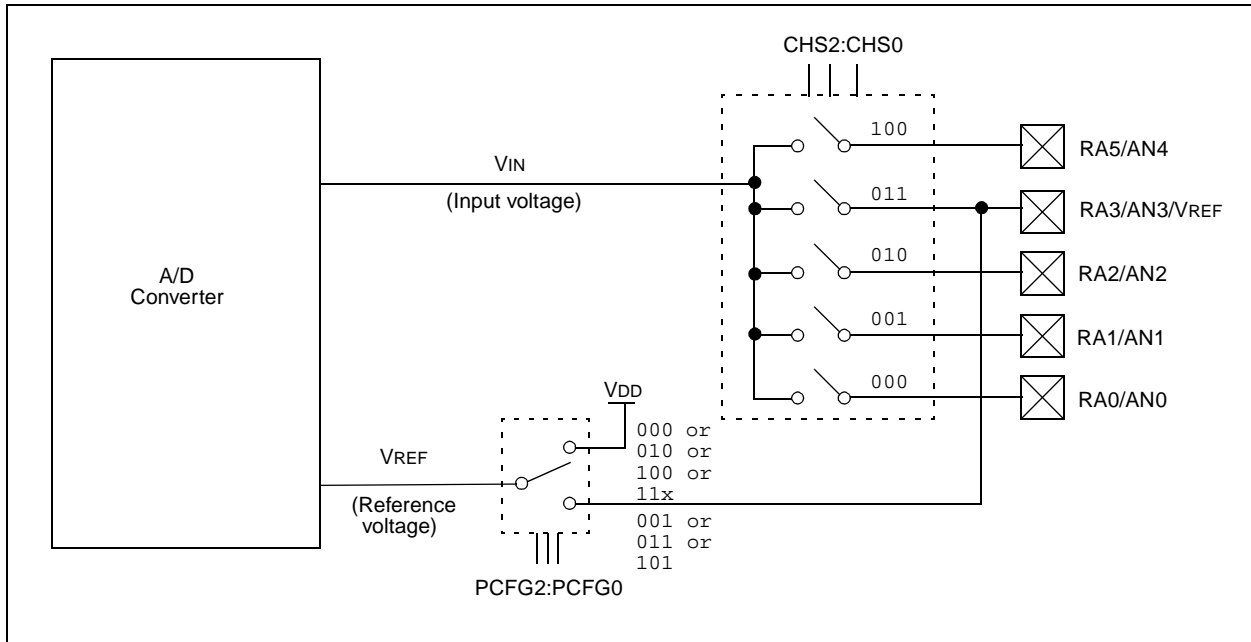 CHS2:CHS0
A/D
Converter
VIN
(Input voltage)
100
RA5/AN4
011
RA3/AN3/VREF
010
RA2/AN2
001
RA1/AN1
000
RA0/AN0
VDD
000 or
010 or
100 or
11x
001 or
011 or
101
VREF
(Reference
voltage)
PCFG2:PCFG0